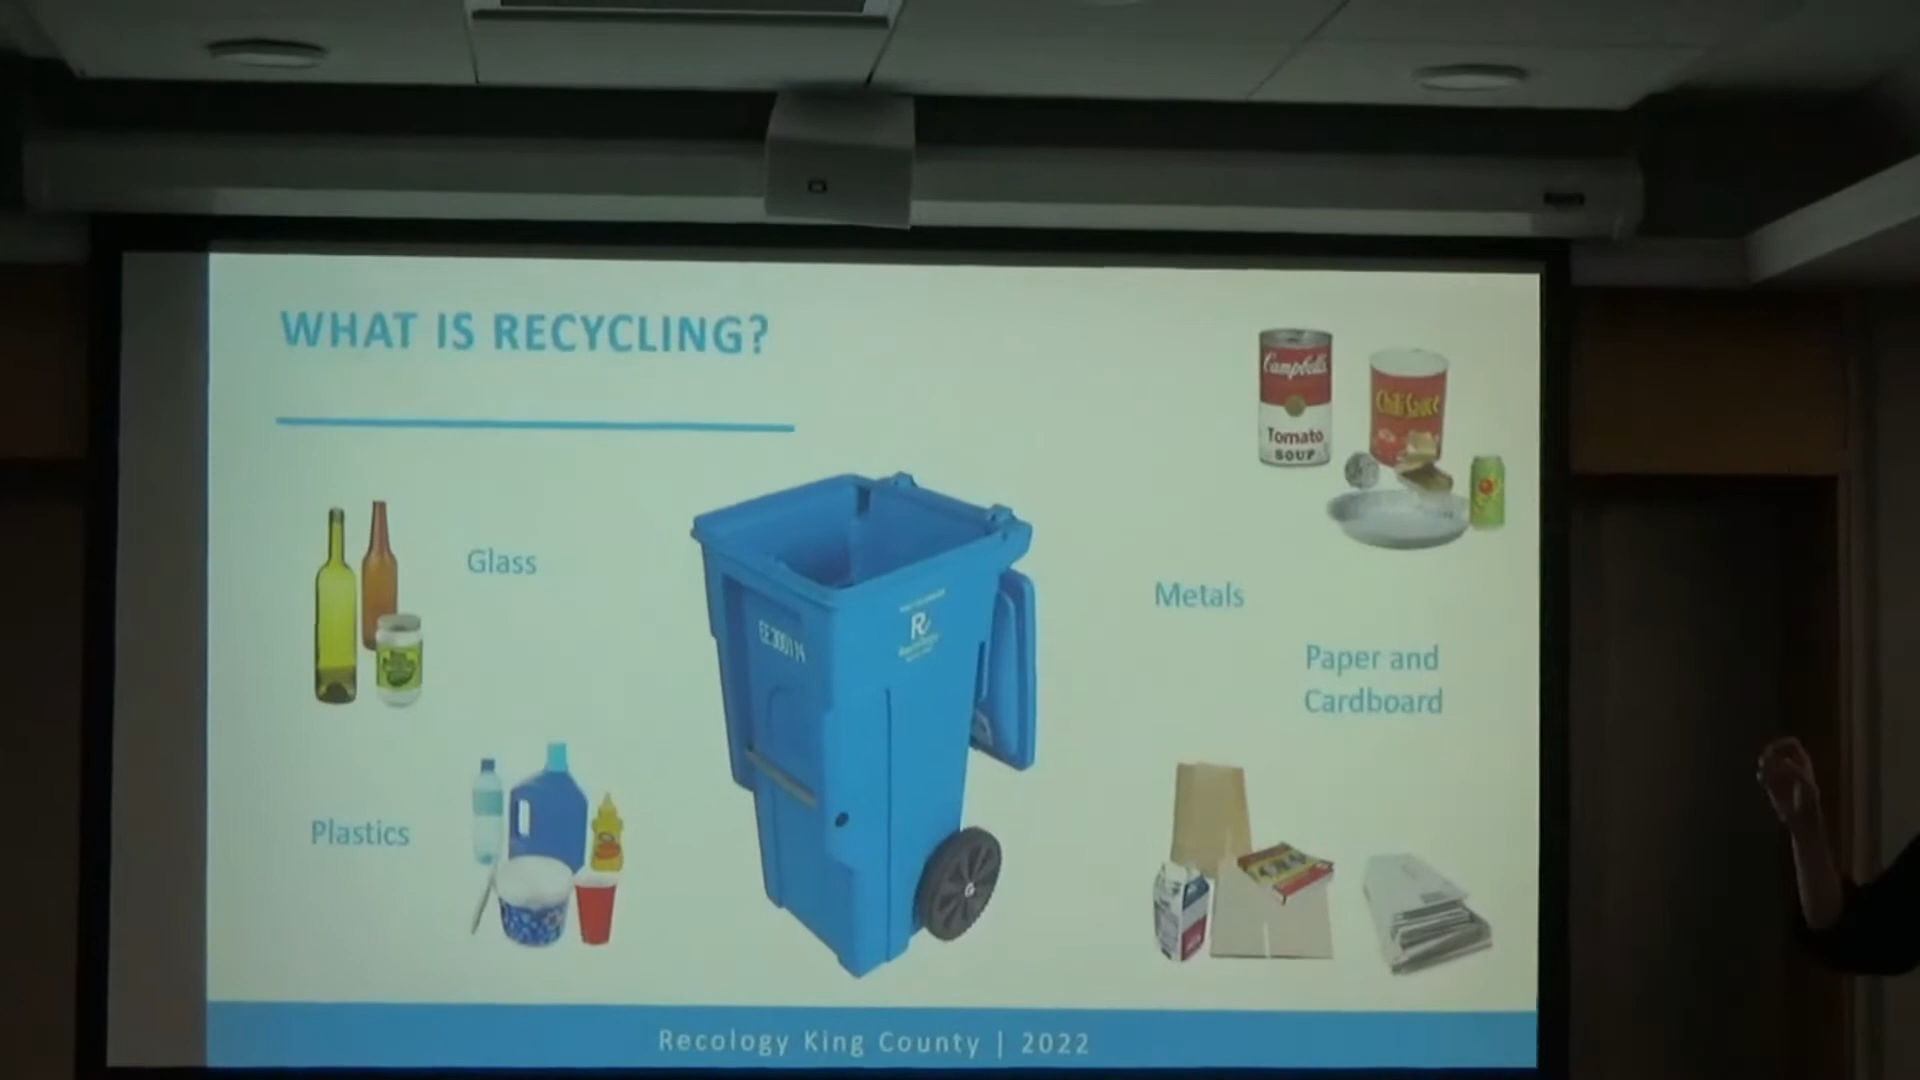 WHAT IS RECYCLING?
Campbell's
Tomato
SOUP
Chili Sauce
Glass
Metals
Paper and
Cardboard
Plastics
R
Recology King County | 2022